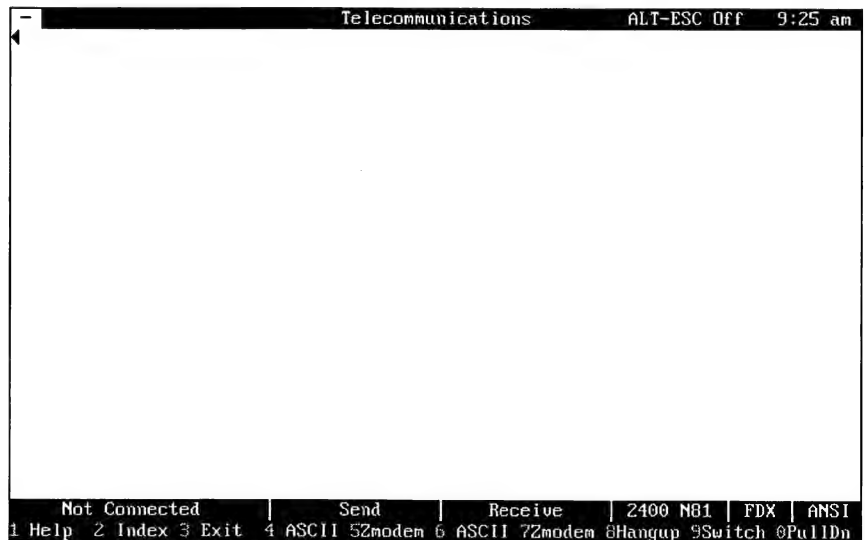 – Telecommunications ALT-ESC Off 9:25 am
Not Connected | Send | Receive | 2400 N81 | FDX | ANSI
1 Help 2 Index 3 Exit 4 ASCII 5Zmodem 6 ASCII 7Zmodem 8Hangup 9Switch 0PullDn